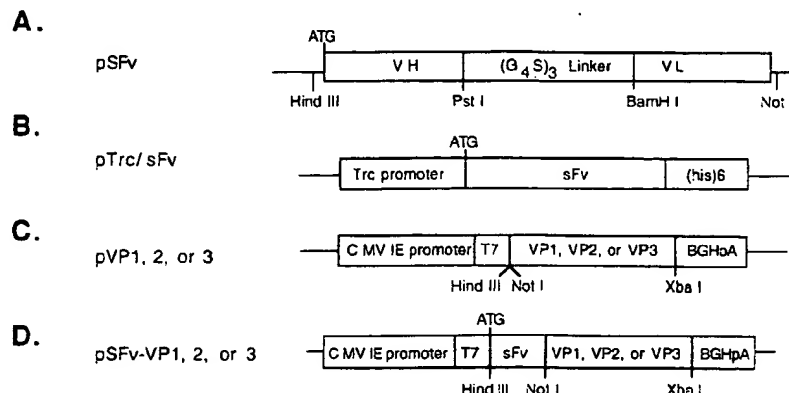 A.
ATG
pSFv
VH (G4S)3 Linker VL
Hind III Pst I BamH I Not
B.
ATG
pTrc/sFv
Trc promoter sFv (his)6
C.
pVP1, 2, or 3
CMV IE promoter T7 VP1, VP2, or VP3 BGHpA
Hind III Not I Xba I
D.
ATG
pSFv-VP1, 2, or 3
CMV IE promoter T7 sFv VP1, VP2, or VP3 BGHpA
Hind III Not I Xba I